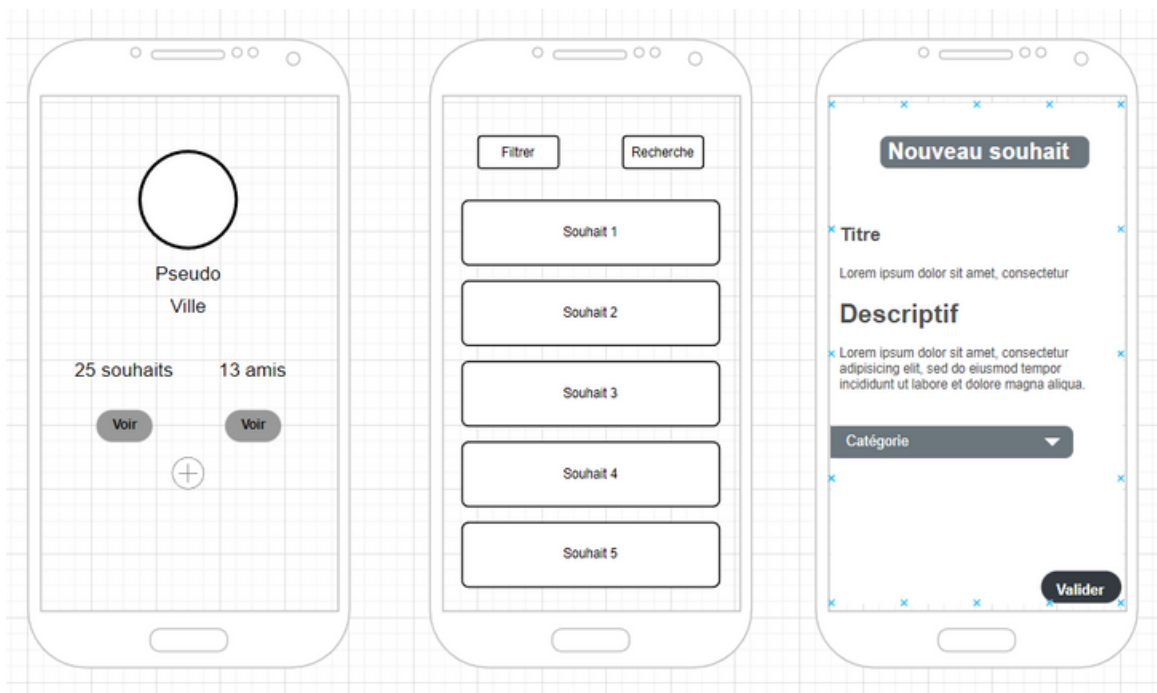 Pseudo
Ville
25 souhaits 13 amis
Voir Voir
Filtrer Recherche
Souhait 1
Souhait 2
Souhait 3
Souhait 4
Souhait 5
Nouveau souhait
Titre
Lorem ipsum dolor sit amet, consectetur
Descriptif
Lorem ipsum dolor sit amet, consectetur
adipisicing elit, sed do eiusmod tempor
incididunt ut labore et dolore magna aliqua.
Catégorie
Valider